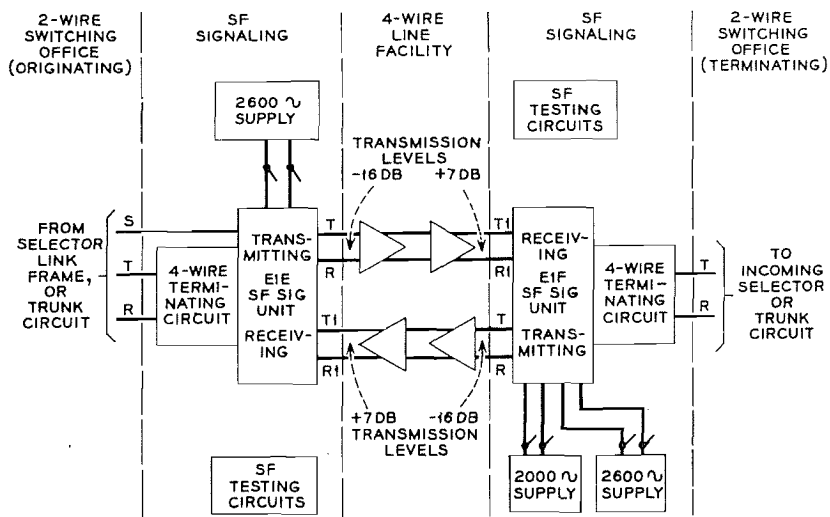 2-WIRE
SWITCHING
OFFICE
(ORIGINATING)
SF
SIGNALING
4-WIRE
LINE
FACILITY
SF
SIGNALING
2-WIRE
SWITCHING
OFFICE
(TERMINATING)
2600 ~
SUPPLY
SF
TESTING
CIRCUITS
TRANSMISSION
LEVELS
-16 DB
+7 DB
FROM
SELECTOR
LINK
FRAME,
OR
TRUNK
CIRCUIT
S
T
R
4-WIRE
TERMI-
NATING
CIRCUIT
TRANS-
MITTING
E1E
SF SIG
UNIT
RECEIV-
ING
T
R
T1
R1
T1
R1
T
R
RECEIV-
ING
E1F
SF SIG
UNIT
TRANS-
MITTING
4-WIRE
TERMI-
NATING
CIRCUIT
T
R
TO
INCOMING
SELECTOR
OR
TRUNK
CIRCUIT
+7 DB
-16 DB
TRANSMISSION
LEVELS
SF
TESTING
CIRCUITS
2000 ~
SUPPLY
2600 ~
SUPPLY